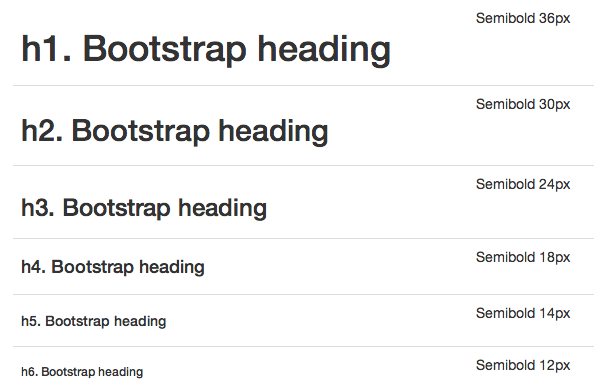 Semibold 36px
h1. Bootstrap heading
Semibold 30px
h2. Bootstrap heading
Semibold 24px
h3. Bootstrap heading
Semibold 18px
h4. Bootstrap heading
Semibold 14px
h5. Bootstrap heading
Semibold 12px
h6. Bootstrap heading